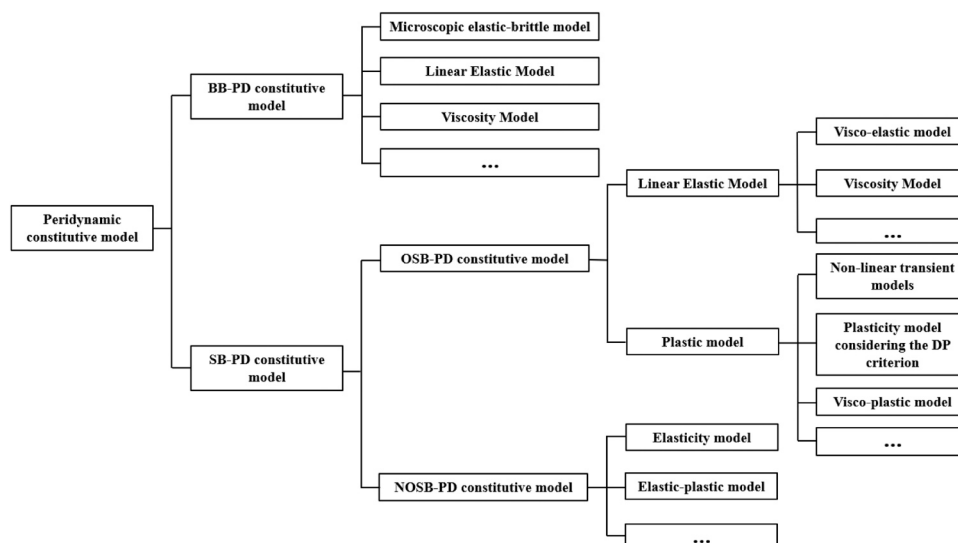 Peridynamic
constitutive model
BB-PD constitutive
model
Microscopic elastic-brittle model
Linear Elastic Model
Viscosity Model
...
SB-PD constitutive
model
OSB-PD constitutive model
Linear Elastic Model
Visco-elastic model
Viscosity Model
...
Plastic model
Non-linear transient
models
Plasticity model
considering the DP
criterion
Visco-plastic model
...
NOSB-PD constitutive model
Elasticity model
Elastic-plastic model
...